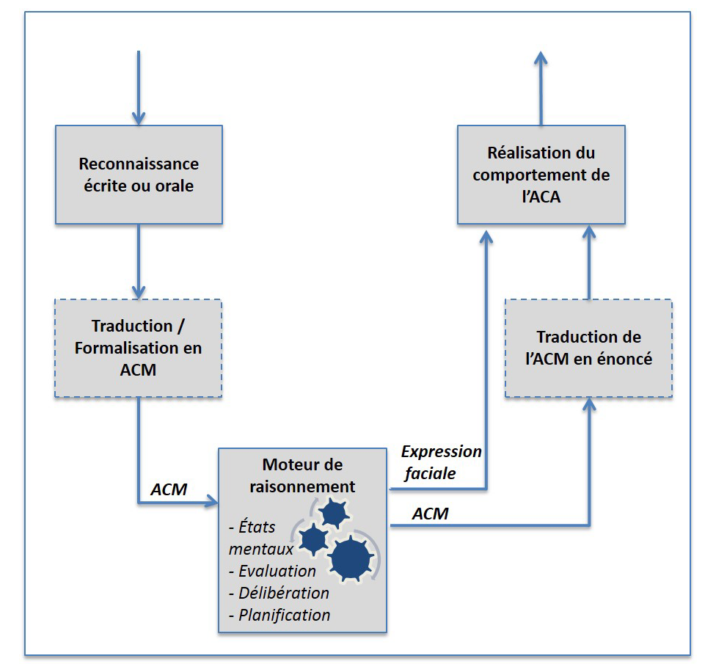 Reconnaissance
écrite ou orale
Réalisation du
comportement de
l'ACA
Traduction /
Formalisation en
ACM
Traduction de
l'ACM en énoncé
ACM
Moteur de
raisonnement
- États
mentaux
- Evaluation
- Délibération
- Planification
Expression
faciale
ACM